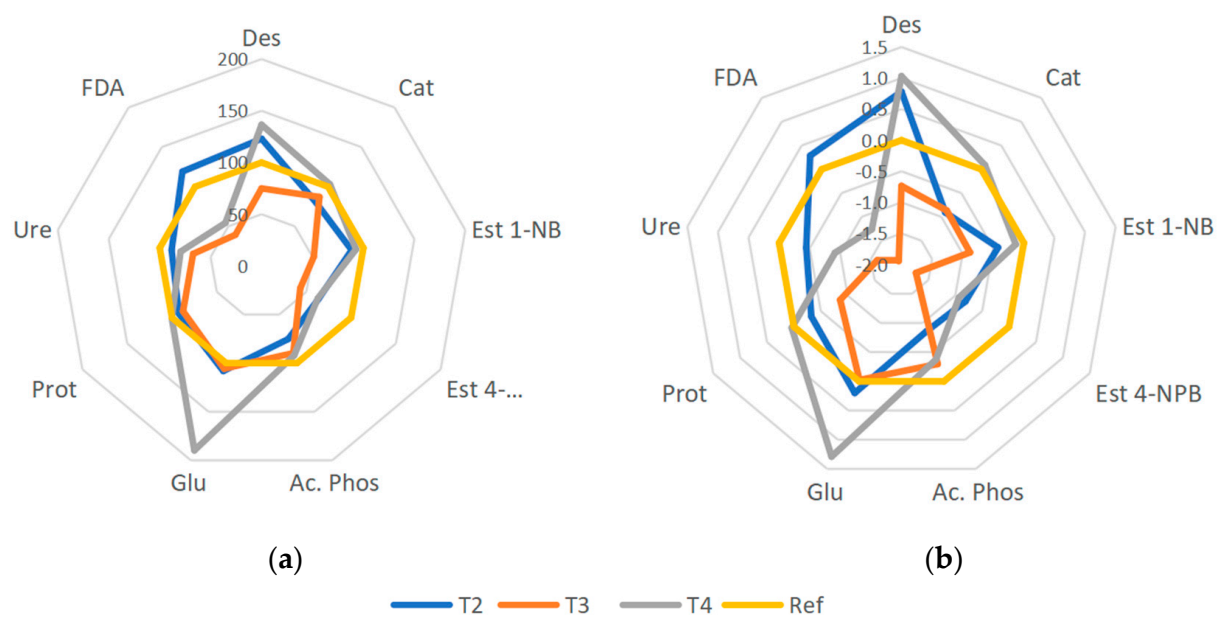 Des
200
FDA
Cat
150
100
50
Ure
0
Est 1-NB
Prot
Est 4-...
Glu
Ac. Phos
(a)
Des
1.5
FDA
1.0
Cat
0.5
0.0
-0.5
-1.0
Ure
-1.5
Est 1-NB
-2.0
Prot
Est 4-NPB
Glu
Ac. Phos
(b)
T2 T3 T4 Ref